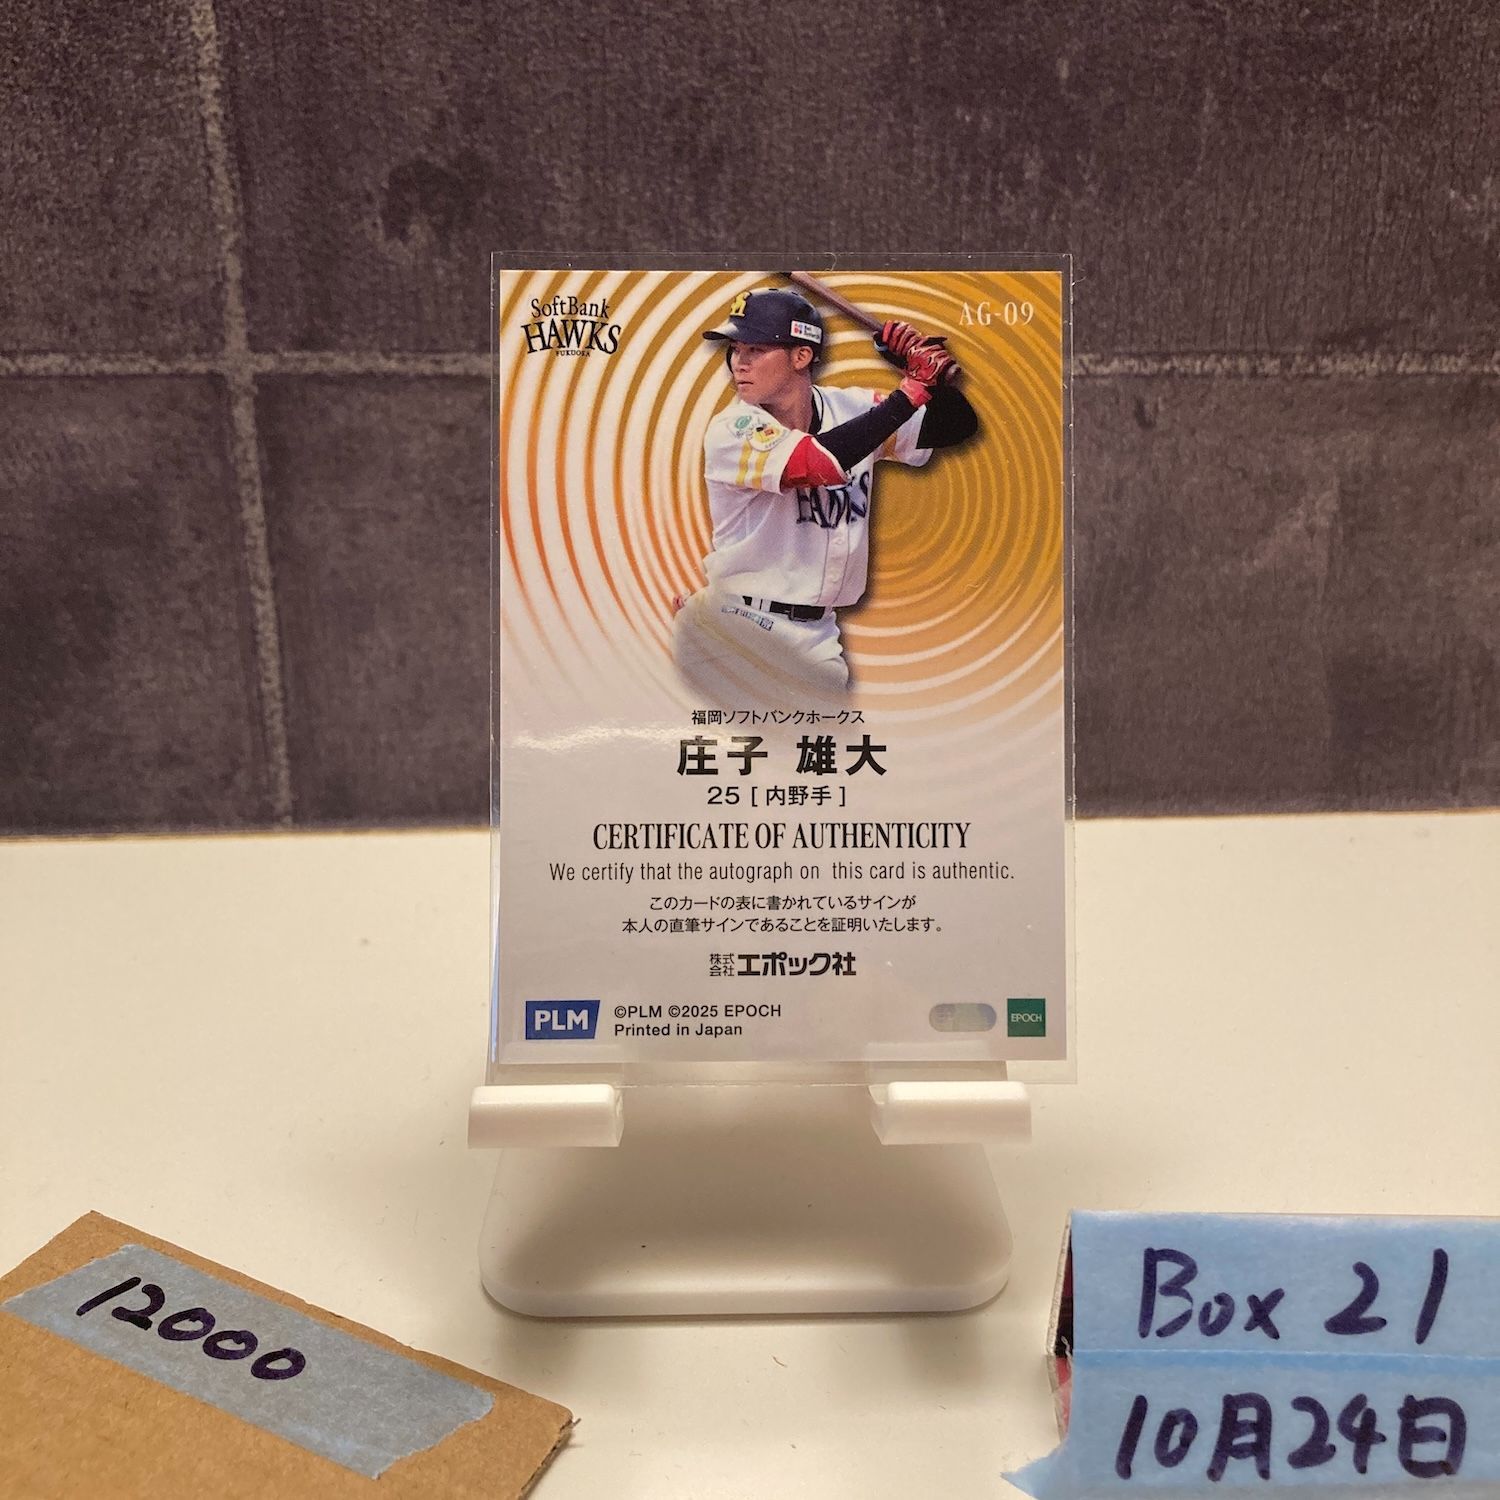 SoftBank
HAWKS
FUKUOKA
AG-09
HAWKS
福岡ソフトバンクホークス
庄子 雄大
25 [ 内野手 ]
CERTIFICATE OF AUTHENTICITY
We certify that the autograph on this card is authentic.
このカードの表に書かれているサインが
本人の直筆サインであることを証明いたします。
株式会社エポック社
PLM
©PLM ©2025 EPOCH
Printed in Japan
EPOCH
12000
Box 21
10月24日